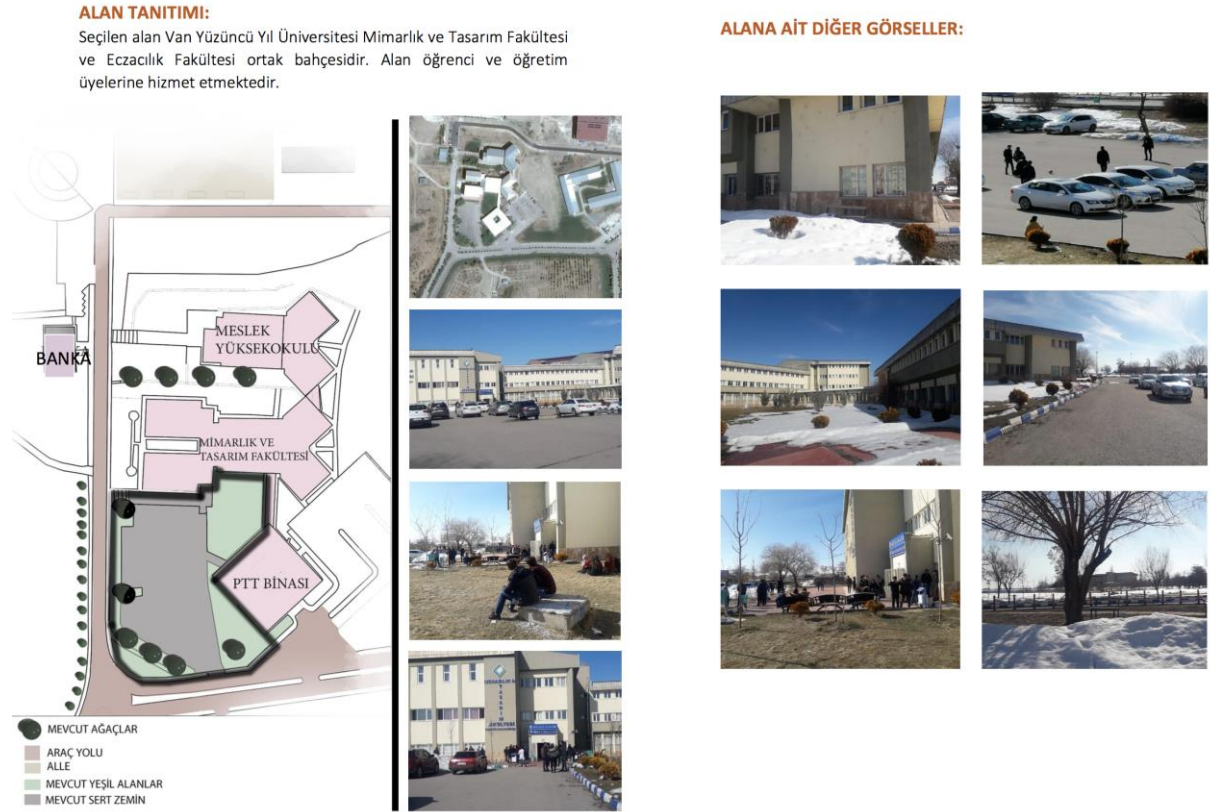 ALAN TANITIMI:
Seçilen alan Van Yüzüncü Yıl Üniversitesi Mimarlık ve Tasarım Fakültesi
ve Eczacılık Fakültesi ortak bahçesidir. Alan öğrenci ve öğretim
üyelerine hizmet etmektedir.
MESLEK
YÜKSEKOKULU
BANKA
MİMARLIK VE
TASARIM FAKÜLTESİ
PTT BİNASI
MEVCUT AĞAÇLAR
ARAÇ YOLU
ALLE
MEVCUT YEŞİL ALANLAR
MEVCUT SERT ZEMİN
ALANA AİT DİĞER GÖRSELLER: